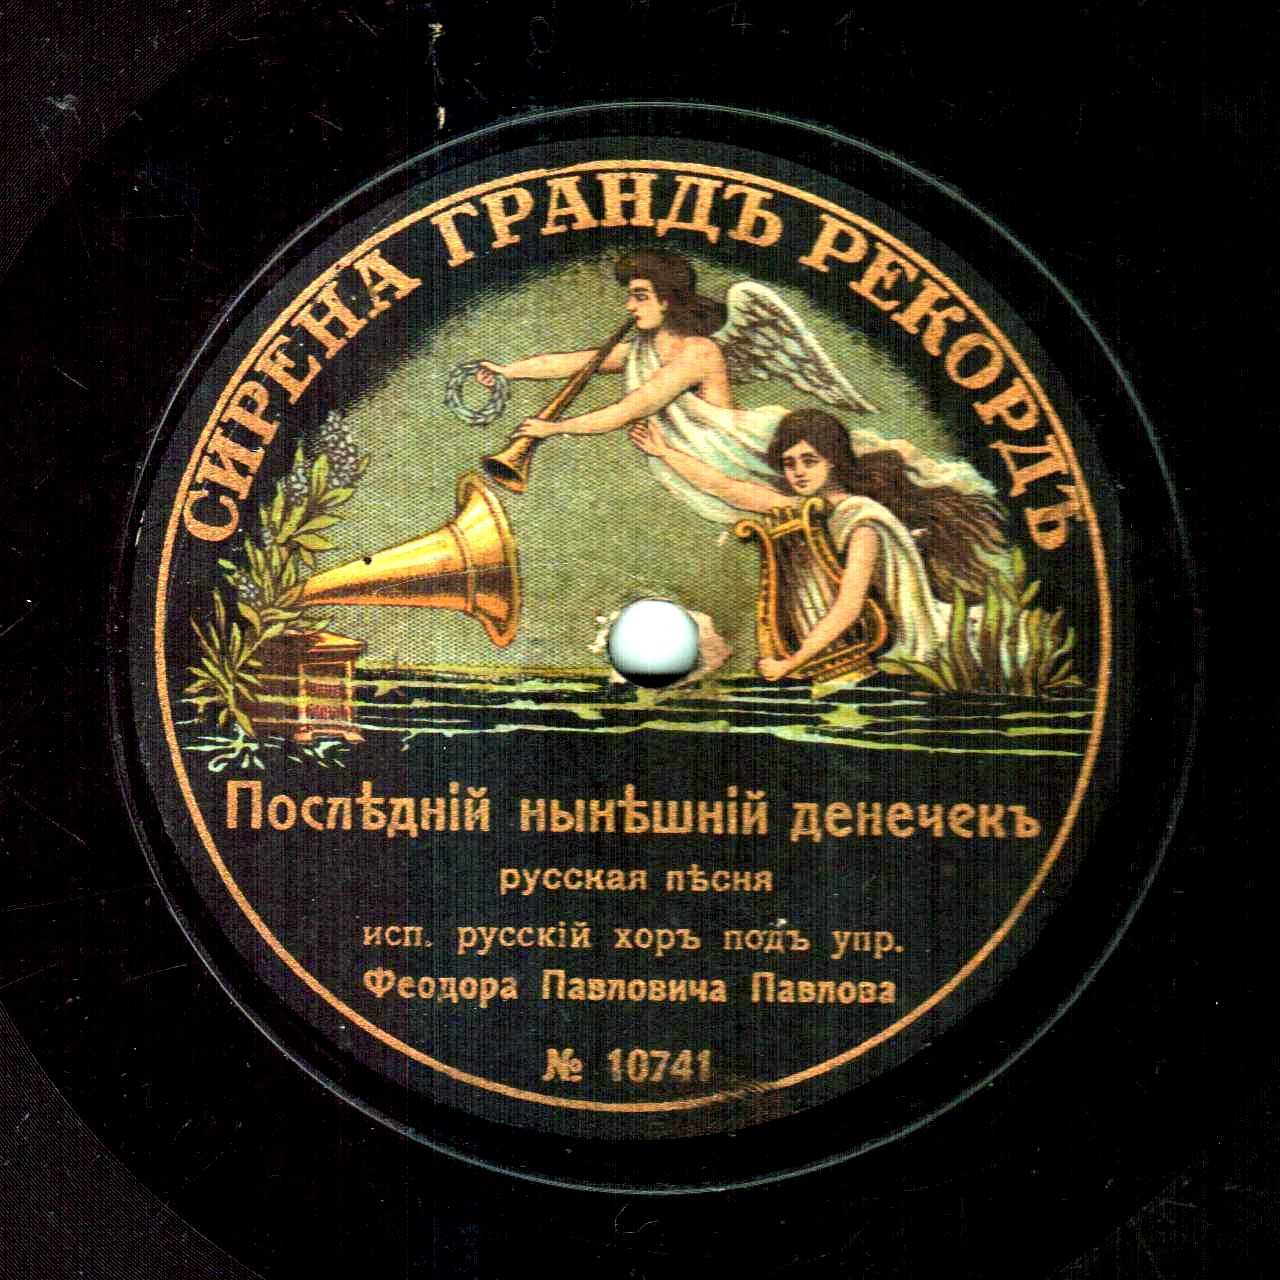 СИРЕНА ГРАНДЪ РЕКОРДЪ
Послѣднiй нынѣшнiй денечекъ
русская пѣсня
исп. русскiй хоръ подъ упр.
Феодора Павловича Павлова
№ 10741